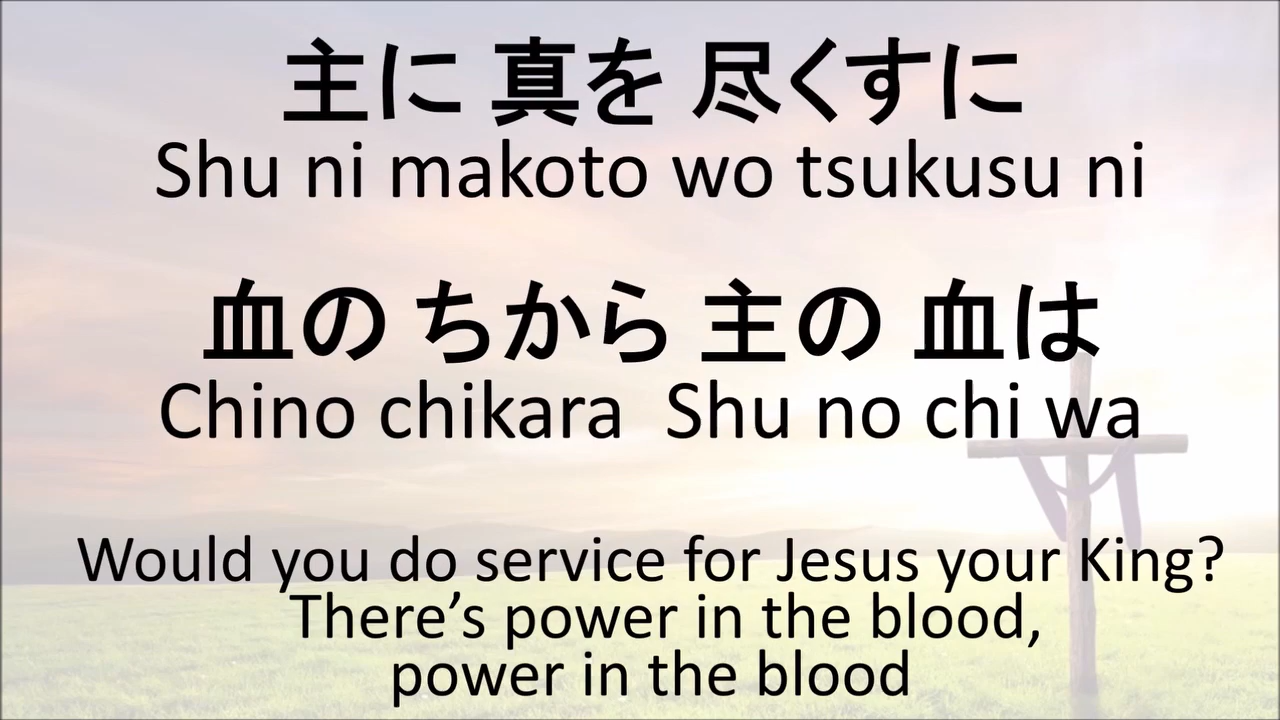 主に 真を 尽くすに
Shu ni makoto wo tsukusu ni
血の ちから 主の 血は
Chino chikara  Shu no chi wa
Would you do service for Jesus your King?
There’s power in the blood,
power in the blood